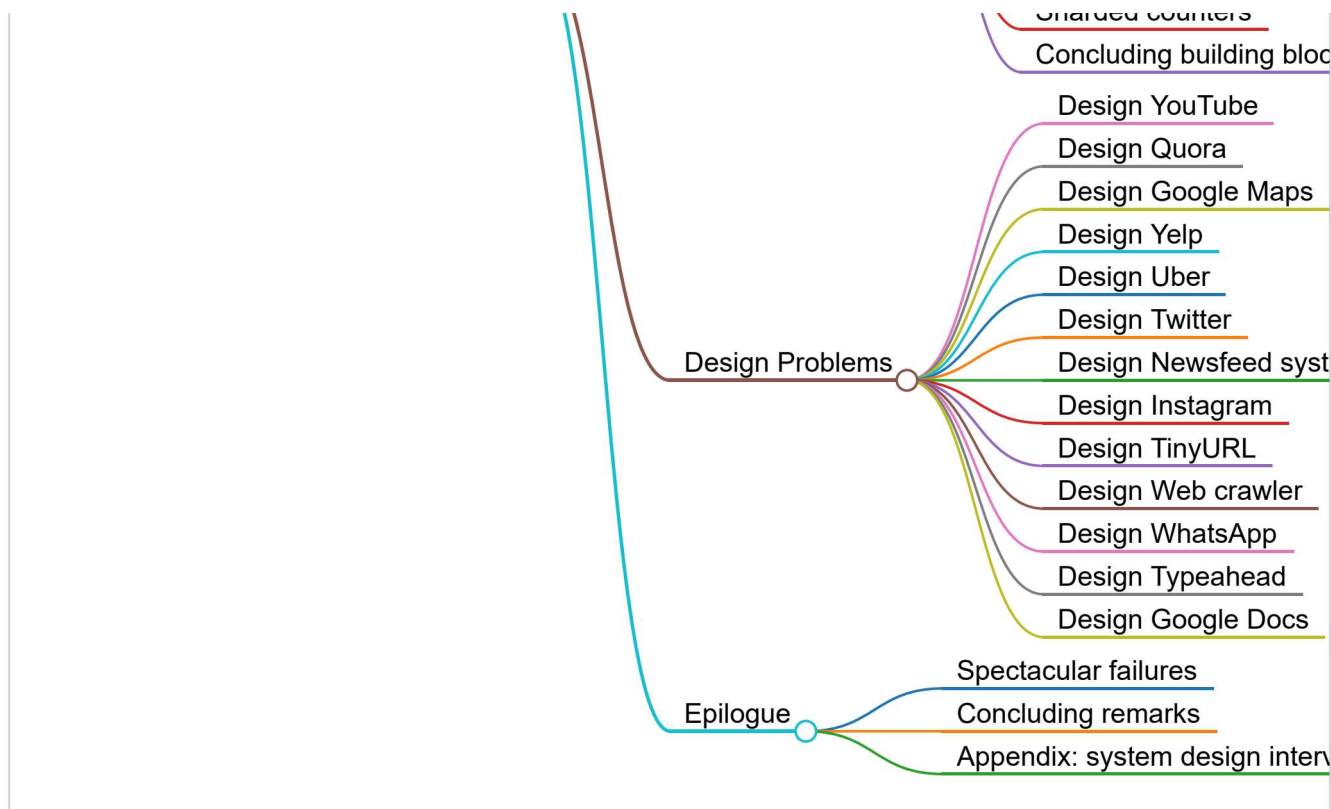 Sharded counters
Concluding building bloc
Design Problems
Design YouTube
Design Quora
Design Google Maps
Design Yelp
Design Uber
Design Twitter
Design Newsfeed syst
Design Instagram
Design TinyURL
Design Web crawler
Design WhatsApp
Design Typeahead
Design Google Docs
Epilogue
Spectacular failures
Concluding remarks
Appendix: system design interv